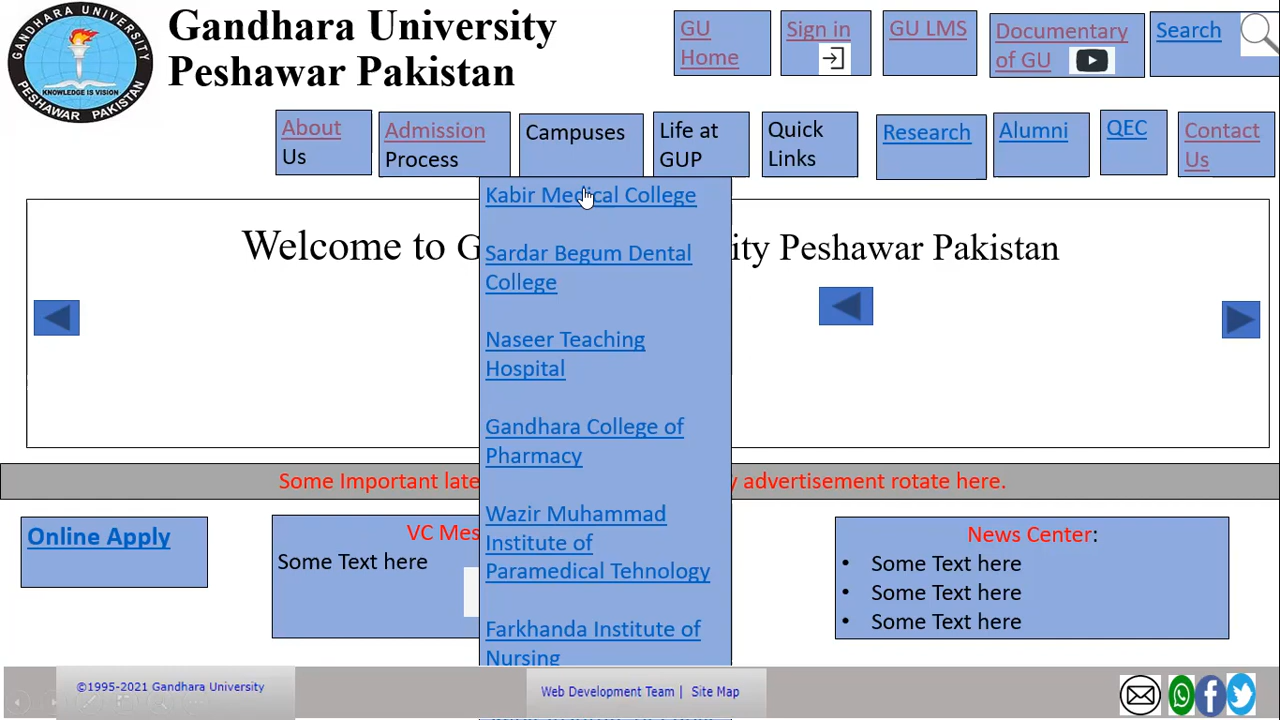 GANDHARA UNIVERSITY
KNOWLEDGE IS VISION
PESHAWAR PAKISTAN
Gandhara University
Peshawar Pakistan
GU
Home
Sign in
GU LMS
Documentary
of GU
Search
About
Us
Admission
Process
Campuses
Life at
GUP
Quick
Links
Research
Alumni
QEC
Contact
Us
Kabir Medical College
Sardar Begum Dental
College
Naseer Teaching
Hospital
Gandhara College of
Pharmacy
Wazir Muhammad
Institute of
Paramedical Tehnology
Farkhanda Institute of
Nursing
Welcome to G ity Peshawar Pakistan
Some Important late y advertisement rotate here.
Online Apply
VC Mes
Some Text here
News Center:
• Some Text here
• Some Text here
• Some Text here
©1995-2021 Gandhara University
Web Development Team | Site Map